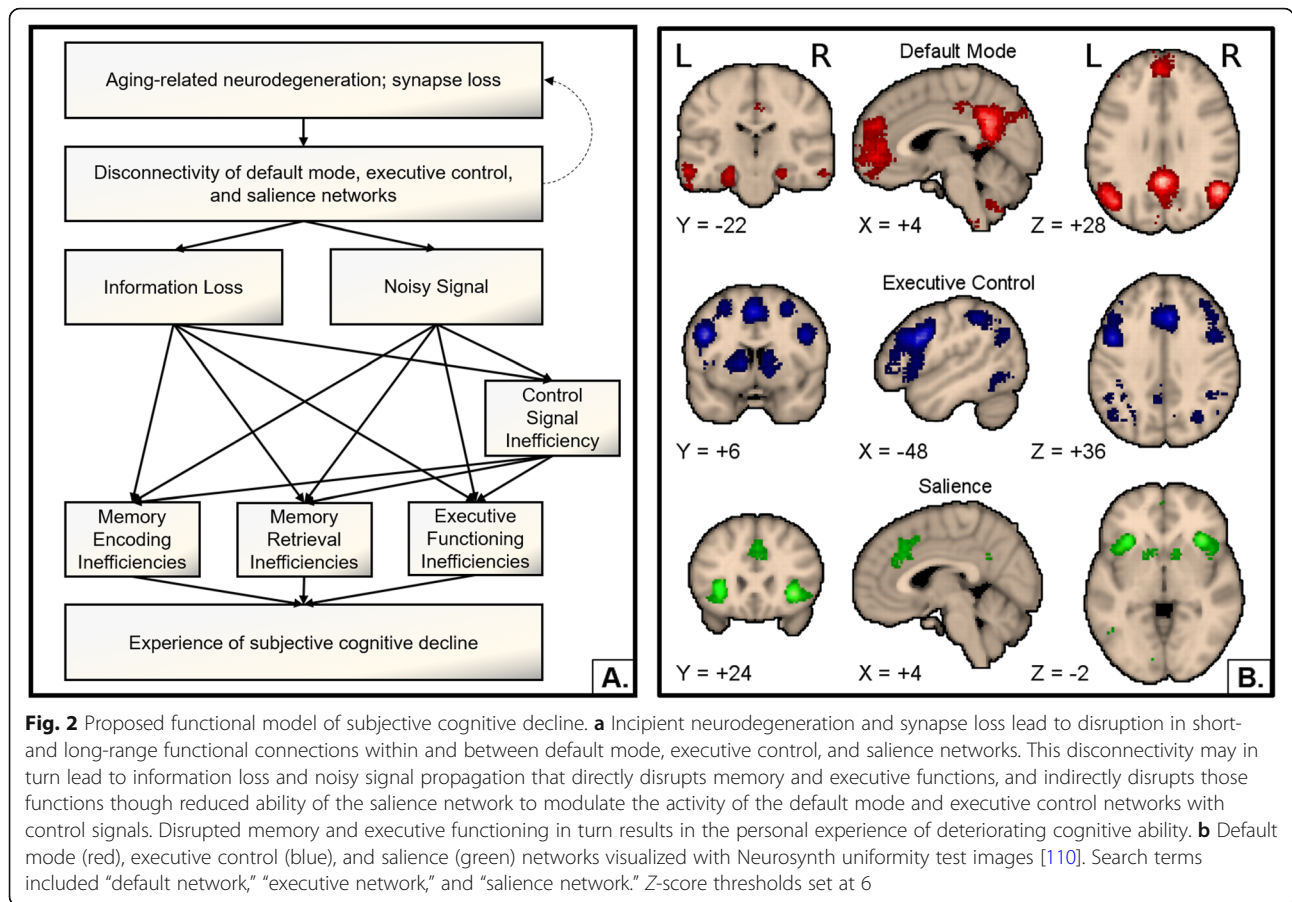 Aging-related neurodegeneration; synapse loss
Disconnectivity of default mode, executive control,
and salience networks
Information Loss
Noisy Signal
Control
Signal
Inefficiency
Memory
Encoding
Inefficiencies
Memory
Retrieval
Inefficiencies
Executive
Functioning
Inefficiencies
Experience of subjective cognitive decline
A.
L R
Default Mode
L R
Y = -22
X = +4
Z = +28
Executive Control
Y = +6
X = -48
Z = +36
Salience
Y = +24
X = +4
Z = -2
B.
Fig. 2 Proposed functional model of subjective cognitive decline. a Incipient neurodegeneration and synapse loss lead to disruption in short-
and long-range functional connections within and between default mode, executive control, and salience networks. This disconnectivity may in
turn lead to information loss and noisy signal propagation that directly disrupts memory and executive functions, and indirectly disrupts those
functions though reduced ability of the salience network to modulate the activity of the default mode and executive control networks with
control signals. Disrupted memory and executive functioning in turn results in the personal experience of deteriorating cognitive ability. b Default
mode (red), executive control (blue), and salience (green) networks visualized with Neurosynth uniformity test images [110]. Search terms
included “default network,” “executive network,” and “salience network.” Z-score thresholds set at 6